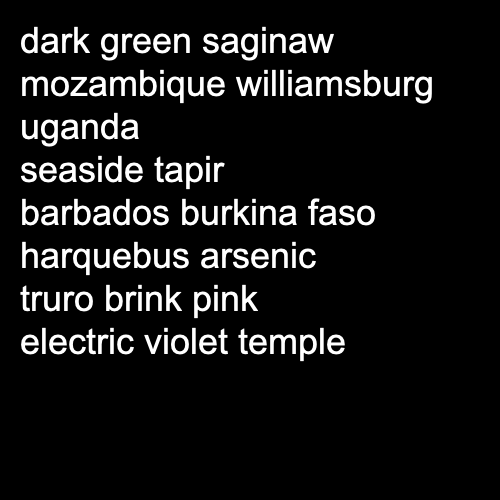 dark green saginaw
mozambique williamsburg
uganda
seaside tapir
barbados burkina faso
harquebus arsenic
truro brink pink
electric violet temple